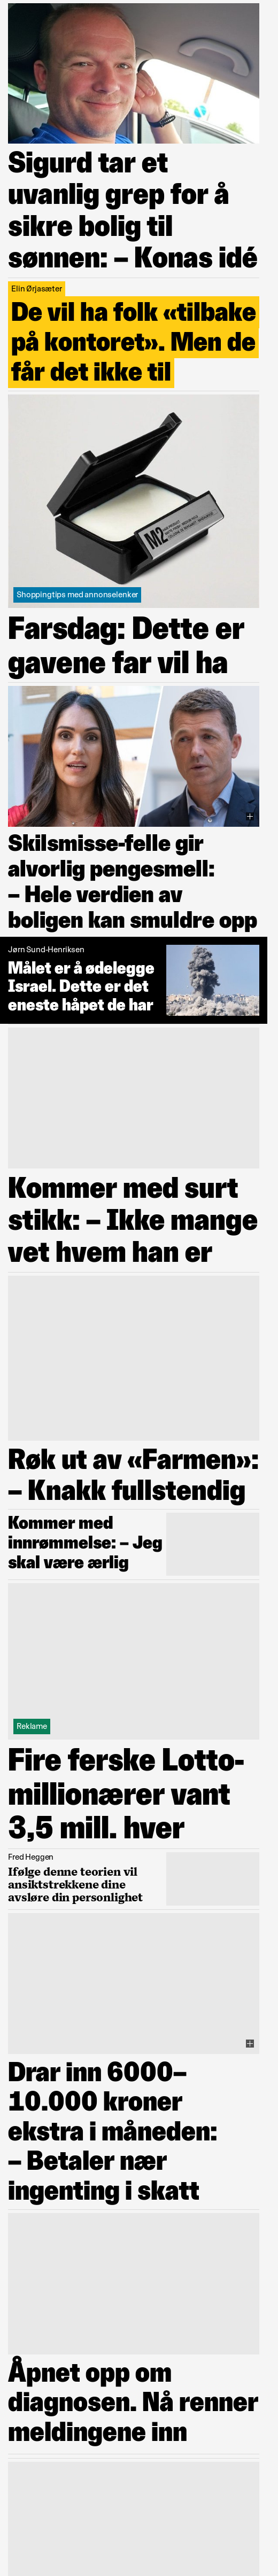 Sigurd tar et
uvanlig grep for å
sikre bolig til
sønnen: – Konas idé
Elin Ørjasæter
De vil ha folk «tilbake
på kontoret». Men de
får det ikke til
M2
Shoppingtips med annonselenker
Farsdag: Dette er
gavene far vil ha
Skilsmisse-felle gir
alvorlig pengesmell:
– Hele verdien av
boligen kan smuldre opp
Jørn Sund-Henriksen
Målet er å ødelegge
Israel. Dette er det
eneste håpet de har
Kommer med surt
stikk: – Ikke mange
vet hvem han er
Røk ut av «Farmen»:
– Knakk fullstendig
Kommer med
innrømmelse: – Jeg
skal være ærlig
Reklame
Fire ferske Lotto-
millionærer vant
3,5 mill. hver
Fred Heggen
Ifølge denne teorien vil
ansiktstrekkene dine
avsløre din personlighet
Drar inn 6000–
10.000 kroner
ekstra i måneden:
– Betaler nær
ingenting i skatt
Åpnet opp om
diagnosen. Nå renner
meldingene inn